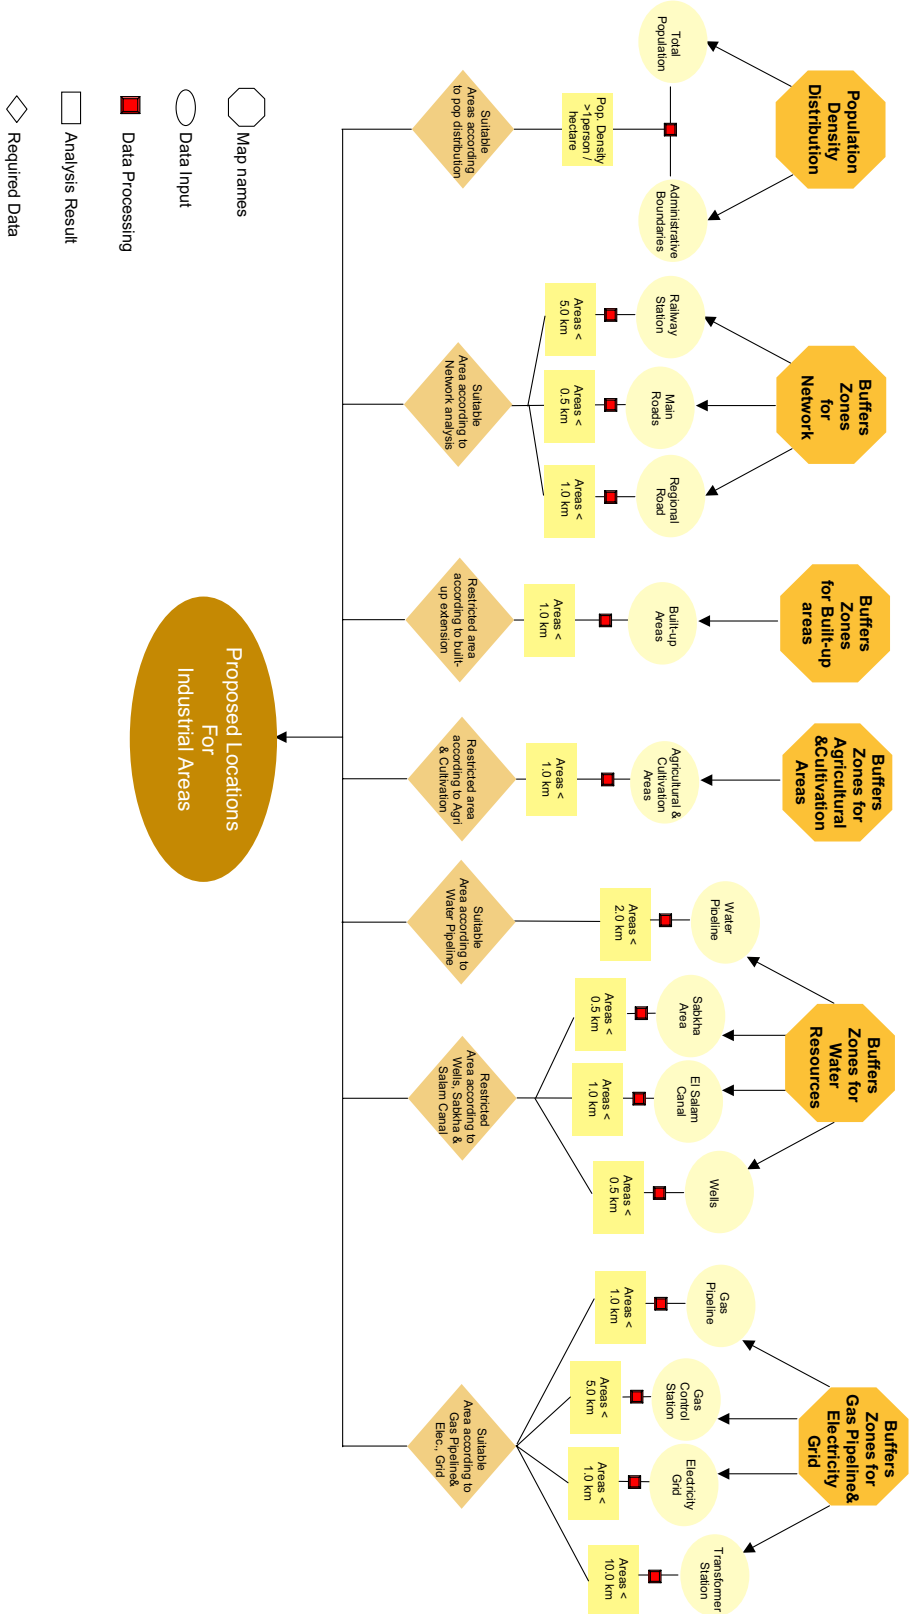 Population
Density
Distribution
Buffers
Zones
for
Network
Buffers
Zones
for Built-up
areas
Buffers
Zones for
Agricultural
&Cultivation
Areas
Buffers
Zones for
Water
Resources
Buffers
Zones for
Gas Pipeline&
Electricity
Grid
Total
Population
Administrative
Boundaries
Railway
Station
Main
Roads
Regional
Road
Built-up
Areas
Agricultural &
Cultivation
Areas
Water
Pipeline
Sabkha
Area
El Salam
Canal
Wells
Gas
Pipeline
Gas
Control
Station
Electricity
Grid
Transformer
Station
Pop. Density
>1person /
hectare
Areas <
5.0 km
Areas <
0.5 km
Areas <
1.0 km
Areas <
1.0 km
Areas <
1.0 km
Areas <
2.0 km
Areas <
0.5 km
Areas <
1.0 km
Areas <
0.5 km
Areas <
1.0 km
Areas <
5.0 km
Areas <
1.0 km
Areas <
10.0 km
Suitable
Areas according
to pop distribution
Suitable
Area according to
Network analysis
Restricted area
according to built-
up extension
Restricted area
according to Agri
& Cultivation
Suitable
Area according to
Water Pipeline
Restricted
Area according to
Wells, Sabkha &
Salam Canal
Suitable
Area according to
Gas Pipeline&
Elec., Grid
Proposed Locations
For
Industrial Areas
Map names
Data Input
Data Processing
Analysis Result
Required Data